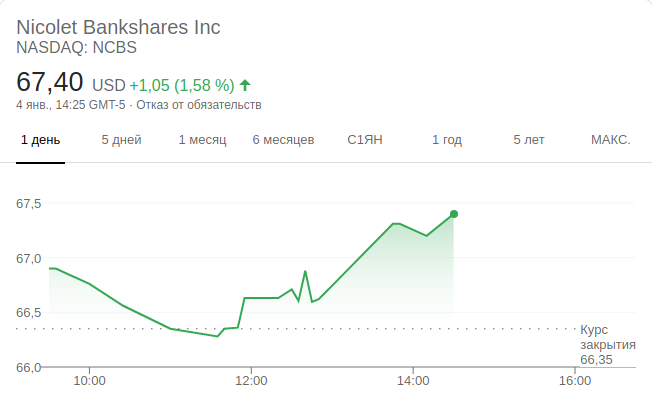 Nicolet Bankshares Inc
NASDAQ: NCBS
67,40 USD +1,05 (1,58 %)
4 янв., 14:25 GMT-5 · Отказ от обязательств
1 день 5 дней 1 месяц 6 месяцев С1ЯН 1 год 5 лет МАКС.
67,5
67,0
66,5
66,0
Курс
закрытия
66,35
10:00 12:00 14:00 16:00